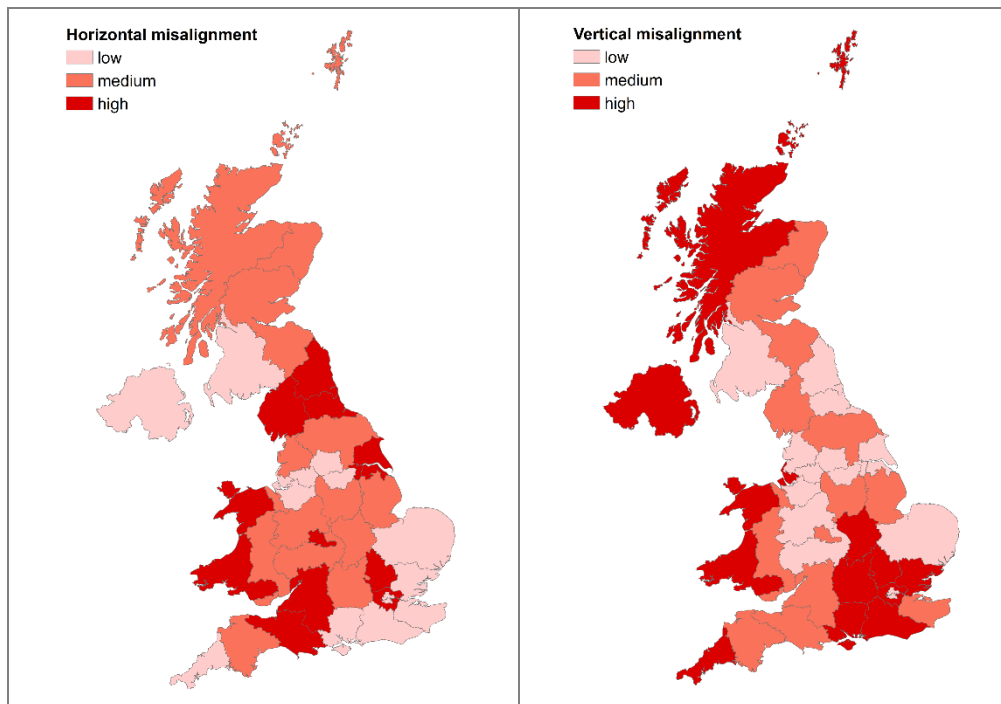 Horizontal misalignment
low
medium
high
Vertical misalignment
low
medium
high